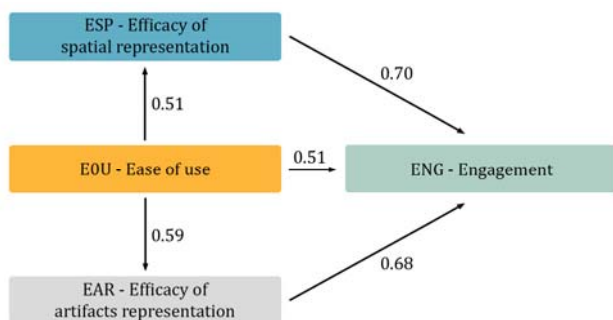 ESP - Efficacy of
spatial representation
0.70
0.51
E0U - Ease of use
0.51
ENG - Engagement
0.59
0.68
EAR - Efficacy of
artifacts representation